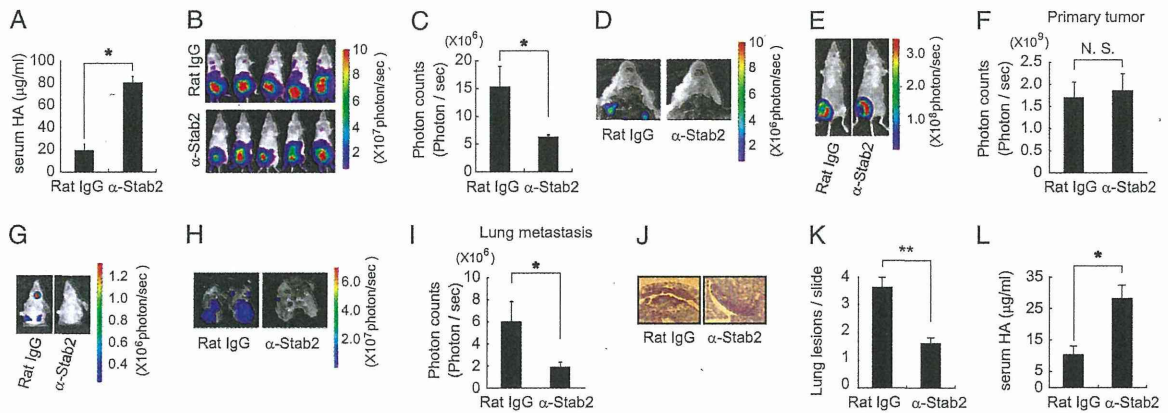 A
serum HA (µg/ml)
100
80
60
40
20
0
*
Rat IgG α-Stab2
B
Rat IgG
α-Stab2
10
8
6
4
2
(X10⁷photon/sec)
C
(X10⁶)
Photon counts
(Photon / sec)
20
15
10
5
0
*
Rat IgG α-Stab2
D
Rat IgG α-Stab2
10
8
6
4
2
(X10⁶photon/sec)
E
Rat IgG
α-Stab2
3.0
2.0
1.0
(X10⁸photon/sec)
F
Primary tumor
(X10⁹)
Photon counts
(Photon / sec)
2.5
2.0
1.5
1.0
0.5
0
N. S.
Rat IgG α-Stab2
G
Rat IgG
α-Stab2
1.2
1.0
0.8
0.6
0.4
(X10⁶photon/sec)
H
Rat IgG α-Stab2
6.0
4.0
2.0
0.0
(X10⁷photon/sec)
I
Lung metastasis
(X10⁶)
Photon counts
(Photon / sec)
10
8
6
4
2
0
*
Rat IgG α-Stab2
J
Rat IgG α-Stab2
K
Lung lesions / slide
4
3
2
1
0
**
Rat IgG α-Stab2
L
serum HA (µg/ml)
35
25
15
5
0
*
Rat IgG α-Stab2